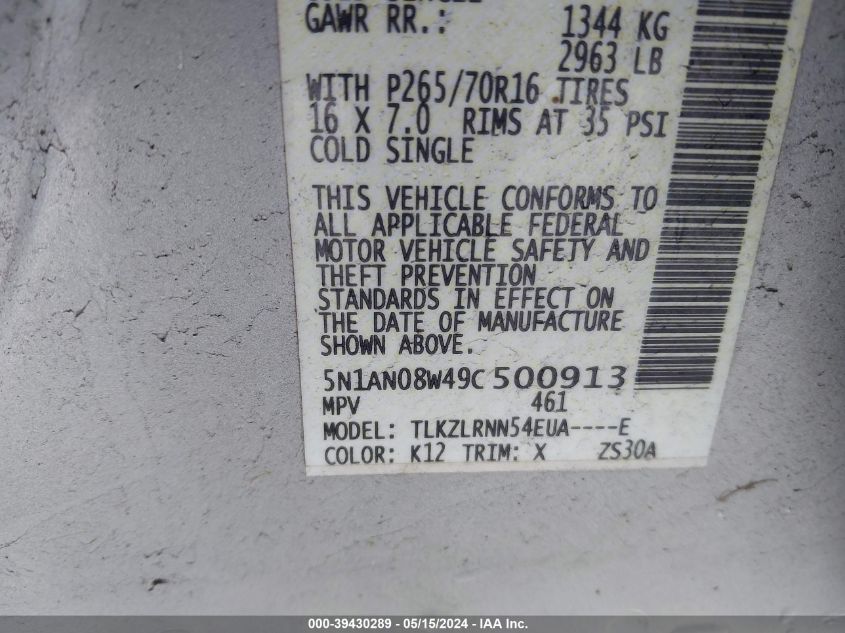 GAWR RR.: 1344 KG
2963 LB
WITH P265/70R16 TIRES
16 X 7.0 RIMS AT 35 PSI
COLD SINGLE
THIS VEHICLE CONFORMS TO
ALL APPLICABLE FEDERAL
MOTOR VEHICLE SAFETY AND
THEFT PREVENTION
STANDARDS IN EFFECT ON
THE DATE OF MANUFACTURE
SHOWN ABOVE.
5N1AN08W49C500913
MPV 461
MODEL: TLKZLRNN54EUA----E
COLOR: K12 TRIM: X ZS30A
000-39430289 - 05/15/2024 - IAA Inc.